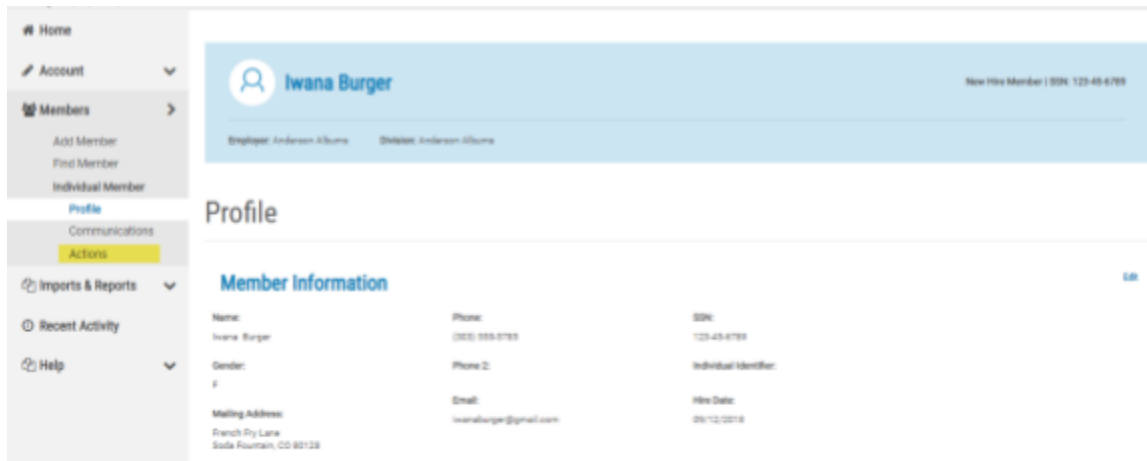 Home
Account
Members
Add Member
Find Member
Individual Member
Profile
Communications
Actions
Imports & Reports
Recent Activity
Help
Iwana Burger
New Hire Member | SSN: 123-45-6789
Employer: Anderson Albums Division: Anderson Albums
Profile
Member Information
Edit
Name: Phone: SSN:
Iwana Burger (303) 555-5785 123-45-6789
Gender: Phone 2: Individual Identifier:
F
Email: Hire Date:
Mailing Address: iwanaburger@gmail.com 09/12/2018
French Fry Lane
Soda Fountain, CO 80128